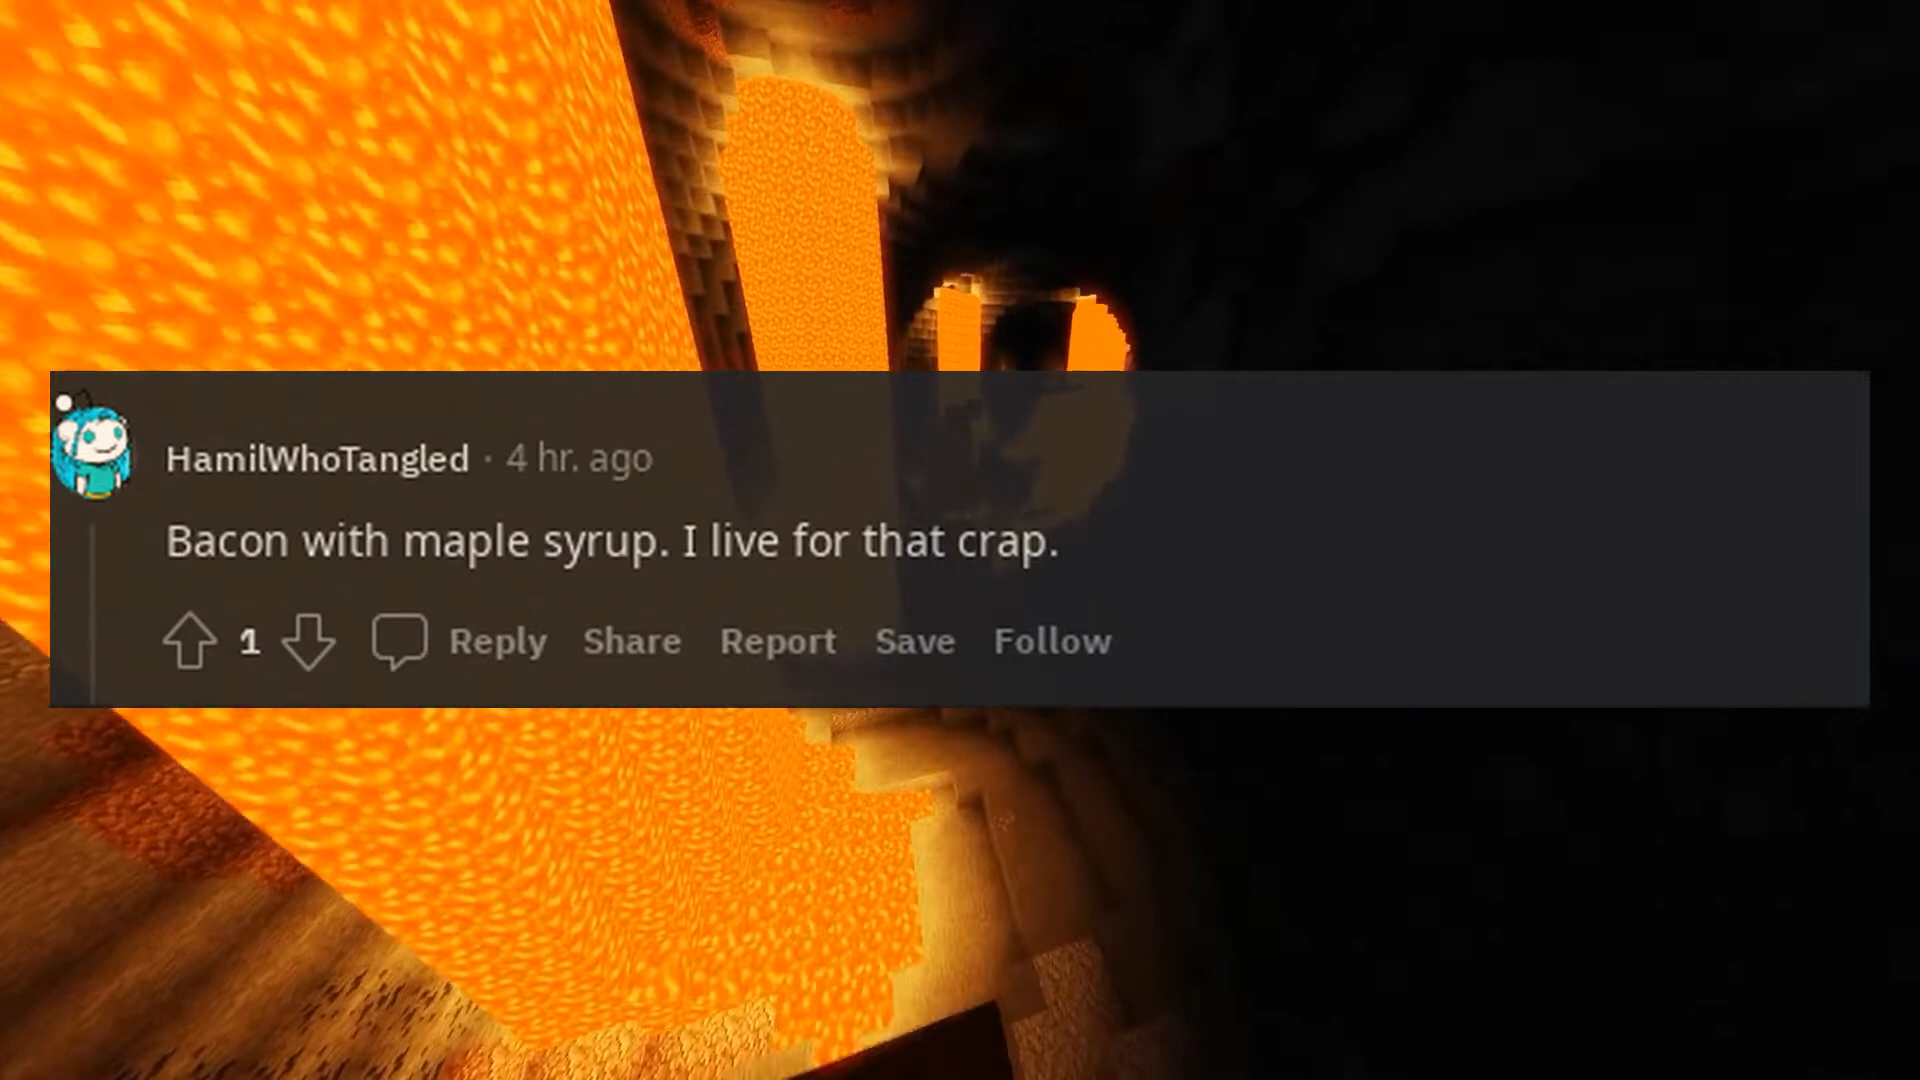 HamilWhoTangled · 4 hr. ago
Bacon with maple syrup. I live for that crap.
1 Reply Share Report Save Follow